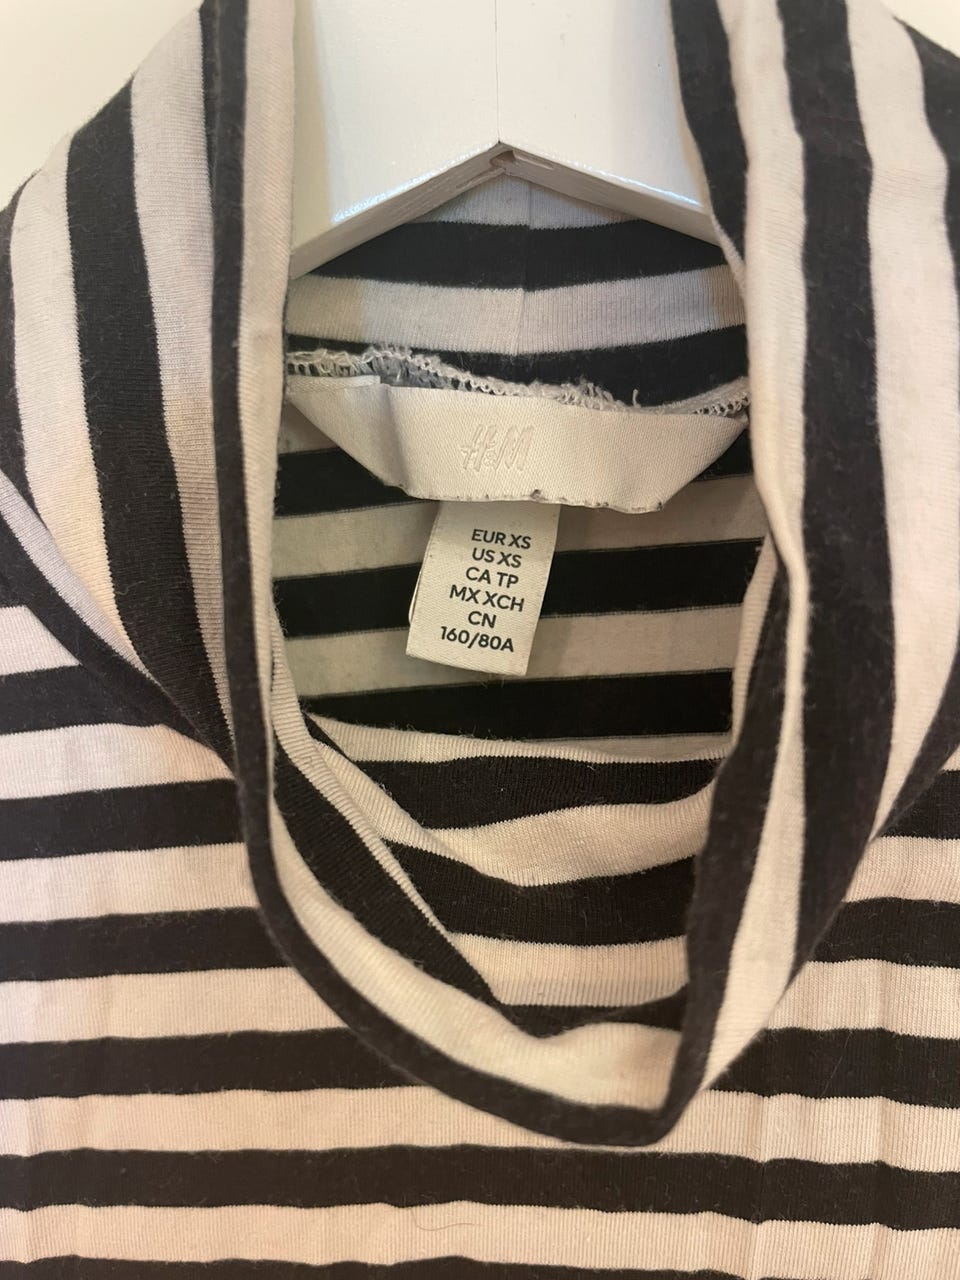 H&M
EUR XS
US XS
CA TP
MX XCH
CN
160/80A